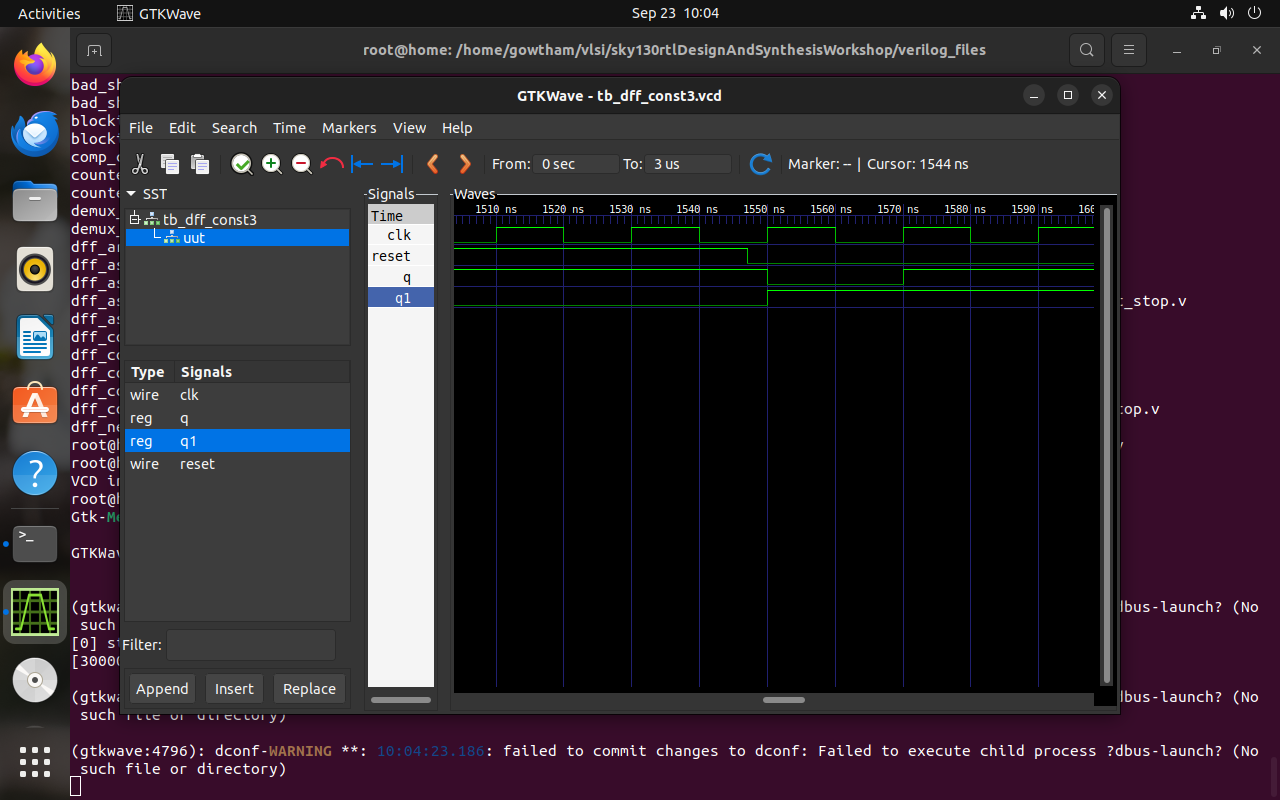 Activities GTKWave Sep 23 10:04
root@home: /home/gowtham/vlsi/sky130rtlDesignAndSynthesisWorkshop/verilog_files
GTKWave - tb_dff_const3.vcd
File Edit Search Time Markers View Help
From: 0 sec To: 3 us Marker: -- | Cursor: 1544 ns
SST
tb_dff_const3
uut
Type Signals
wire clk
reg q
reg q1
wire reset
Filter:
Append Insert Replace
Signals
Time
clk
reset
q
q1
Waves
1510 ns 1520 ns 1530 ns 1540 ns 1550 ns 1560 ns 1570 ns 1580 ns 1590 ns 160
bad_sh
bad_sh
block
block
comp_c
counte
counte
demux_
demux_
dff_ar
dff_as
dff_as
dff_as t_stop.v
dff_as
dff_co
dff_co
dff_co
dff_co
dff_co top.v
dff_ne
root@h
root@h
VCD in
root@h
Gtk-Me
GTKWav
(gtkwa dbus-launch? (No
such
[0] st
[30000
(gtkwa dbus-launch? (No
such file or directory)
(gtkwave:4796): dconf-WARNING **: 10:04:23.186: failed to commit changes to dconf: Failed to execute child process ?dbus-launch? (No
such file or directory)